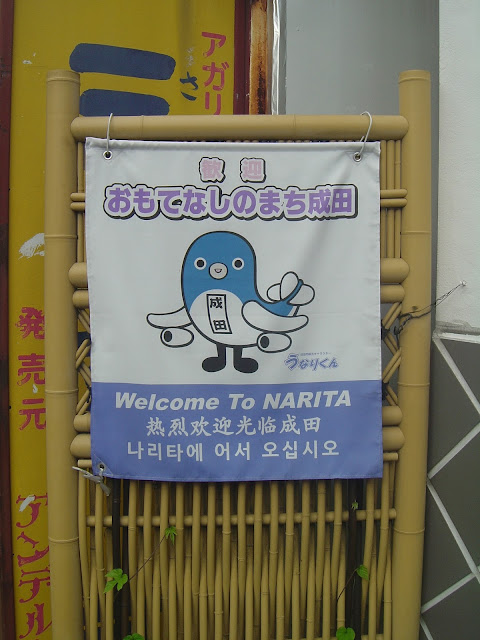 歓迎
おもてなしのまち成田
成田
うなりくん
Welcome To NARITA
热烈欢迎光临成田
나리타에 어서 오십시오
アガリ
さ
発売元